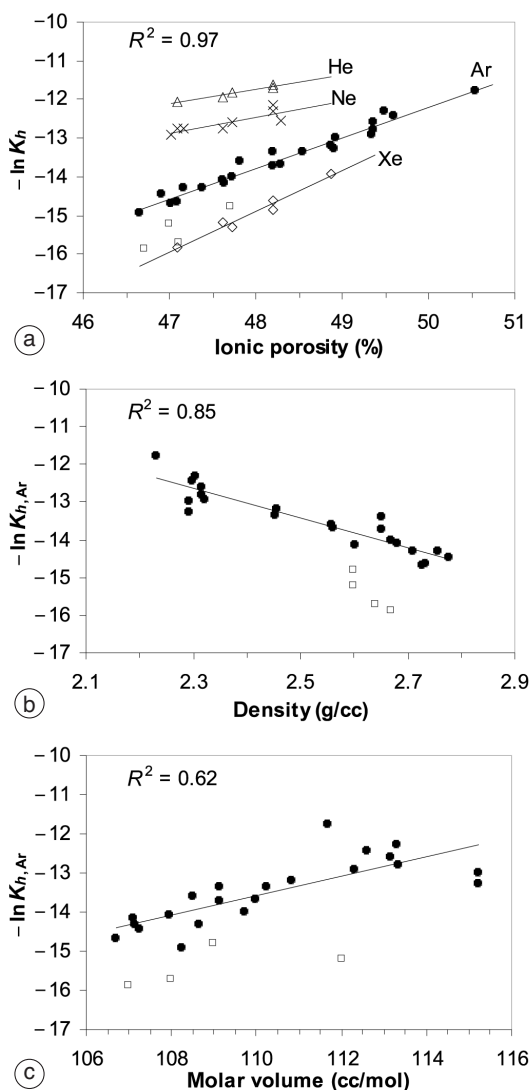 −10
−11
−12
−13
−14
−15
−16
−17
− ln Kh
R² = 0.97
He
Ne
Ar
Xe
46 47 48 49 50 51
Ionic porosity (%)
a
−10
−11
−12
−13
−14
−15
−16
−17
− ln Kh,Ar
R² = 0.85
2.1 2.3 2.5 2.7 2.9
Density (g/cc)
b
−10
−11
−12
−13
−14
−15
−16
−17
− ln Kh,Ar
R² = 0.62
106 108 110 112 114 116
Molar volume (cc/mol)
c